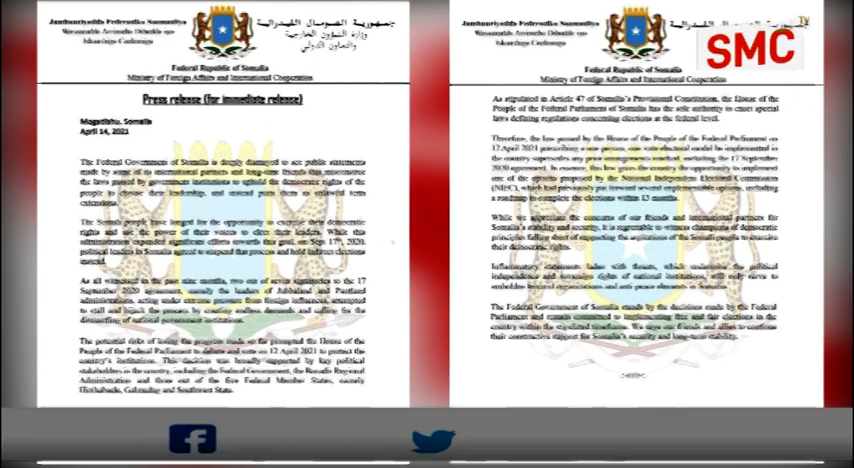 Jamhuuriyadda Federaalka Soomaaliya
Wasaaradda Arrimaha Dibadda iyo
Iskaashiga Caalamiga
جمهورية الصومال الفيدرالية
وزارة الشؤون الخارجية
والتعاون الدولي
Federal Republic of Somalia
Ministry of Foreign Affairs and International Cooperation
Press release (for immediate release)
Mogadishu, Somalia
April 14, 2021
The Federal Government of Somalia is deeply dismayed to see public statements
made by some of its international partners and long-time friends that misconstrue
the laws passed by government institutions to uphold the democratic rights of the
people to choose their leadership, and instead paint them as unlawful term
extensions.
The Somali people have longed for the opportunity to exercise their democratic
rights and use the power of their voices to elect their leaders. While this
administration expended significant efforts towards this goal, on Sept 17th, 2020,
political leaders in Somalia agreed to suspend that process and hold indirect elections
instead.
As all witnessed in the past nine months, two out of seven signatories to the 17
September 2020 agreement, namely the leaders of Jubbaland and Puntland
administrations, acting under extreme pressure from foreign influences, attempted
to stall and hijack the process by creating endless demands and calling for the
dismantling of national government institutions.
The potential risks of losing the progress made so far prompted the House of the
People of the Federal Parliament to debate and vote on 12 April 2021 to protect the
country's institutions. This decision was broadly supported by key political
stakeholders in the country, including the Federal Government, the Banadir Regional
Administration and three out of the five Federal Member States, namely
Hirshabelle, Galmudug and Southwest State.
Jamhuuriyadda Federaalka Soomaaliya
Wasaaradda Arrimaha Dibadda iyo
Iskaashiga Caalamiga
جمهورية الصومال الفيدرالية
SMC
TV
Federal Republic of Somalia
Ministry of Foreign Affairs and International Cooperation
As stipulated in Article 47 of Somalia's Provisional Constitution, the House of the
People of the Federal Parliament of Somalia has the sole authority to enact special
laws defining regulations concerning elections at the federal level.
Therefore, the law passed by the House of the People of the Federal Parliament on
12 April 2021 prescribing a one person, one vote electoral model be implemented in
the country supersedes any prior arrangements reached, including the 17 September
2020 agreement. In essence, this law gives the country the opportunity to implement
one of the options proposed by the National Independent Electoral Commission
(NIEC), which had previously put forward several implementable options, including
a roadmap to complete the elections within 13 months.
While we appreciate the concerns of our friends and international partners for
Somalia's stability and security, it is regrettable to witness champions of democratic
principles falling short of supporting the aspirations of the Somali people to exercise
their democratic rights.
Inflammatory statements laden with threats, which undermine the political
independence and sovereign rights of national institutions, will only serve to
embolden terrorist organizations and anti peace elements in Somalia.
The Federal Government of Somalia stands by the decisions made by the Federal
Parliament and remains committed to implementing free and fair elections in the
country within the stipulated timeframe. We urge our friends and allies to continue
their constructive support for Somalia's security and long-term stability.